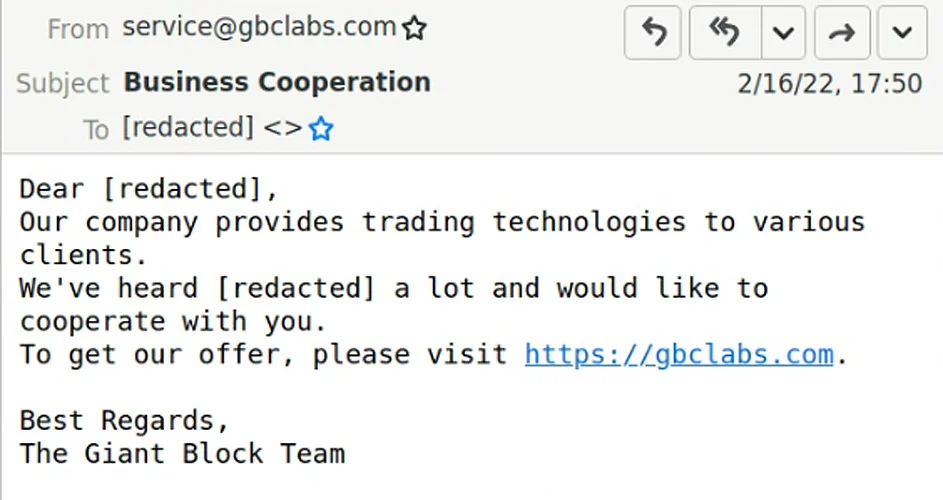 From service@gbclabs.com
Subject Business Cooperation 2/16/22, 17:50
To [redacted] <>
Dear [redacted],
Our company provides trading technologies to various
clients.
We've heard [redacted] a lot and would like to
cooperate with you.
To get our offer, please visit https://gbclabs.com.
Best Regards,
The Giant Block Team